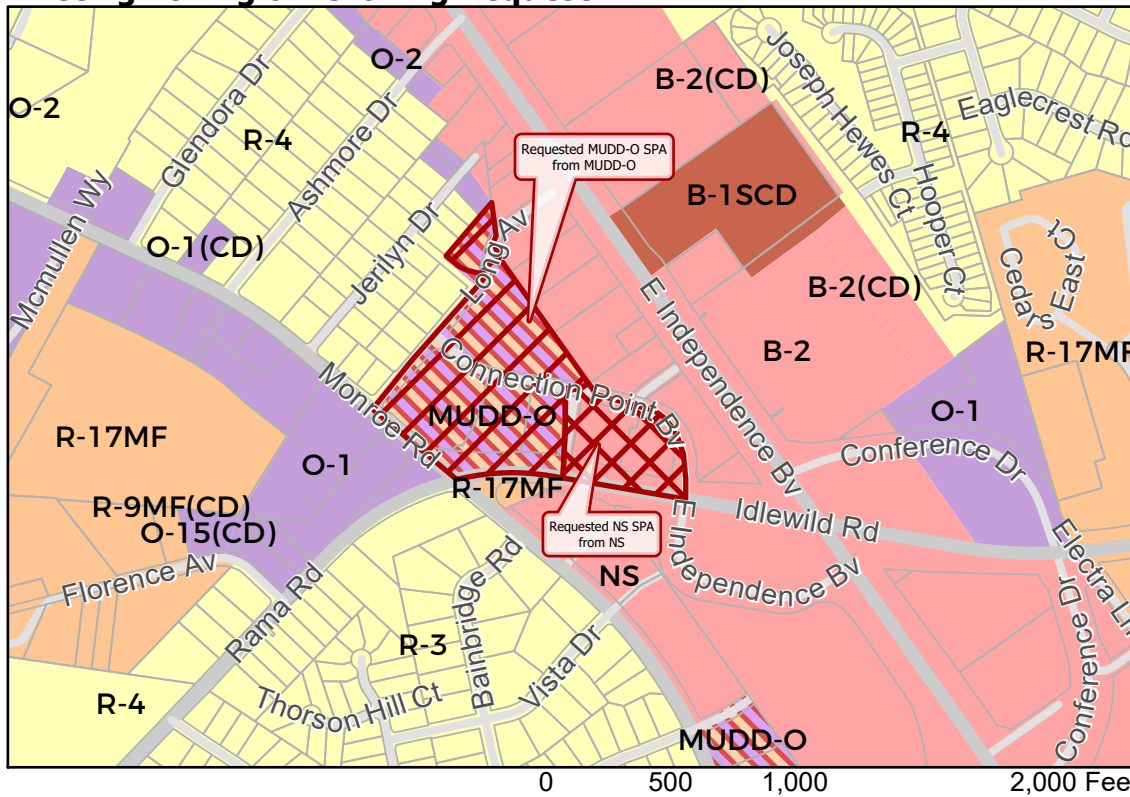 O-2
B-2(CD)
Joseph Hewes Ct
O-2
Glendora Dr
R-4
Ashmore Dr
R-4
Eaglecrest Rd
Hooper Ct
Requested MUDD-O SPA
from MUDD-O
B-1SCD
Mcmullen Wy
O-1(CD)
Jerilyn Dr
Long Av
Cedars East Ct
B-2(CD)
E Independence Bv
B-2
R-17MF
Monroe Rd
Connection Point Bv
MUDD-O
O-1
R-17MF
O-1
Conference Dr
R-17MF
R-9MF(CD)
O-15(CD)
Idlewild Rd
Requested NS SPA
from NS
E Independence Bv
Electra Ln
Florence Av
NS
Rama Rd
R-3
Bainbridge Rd
Vista Dr
Conference Dr
R-4
Thorson Hill Ct
MUDD-O
0 500 1,000 2,000 Fee